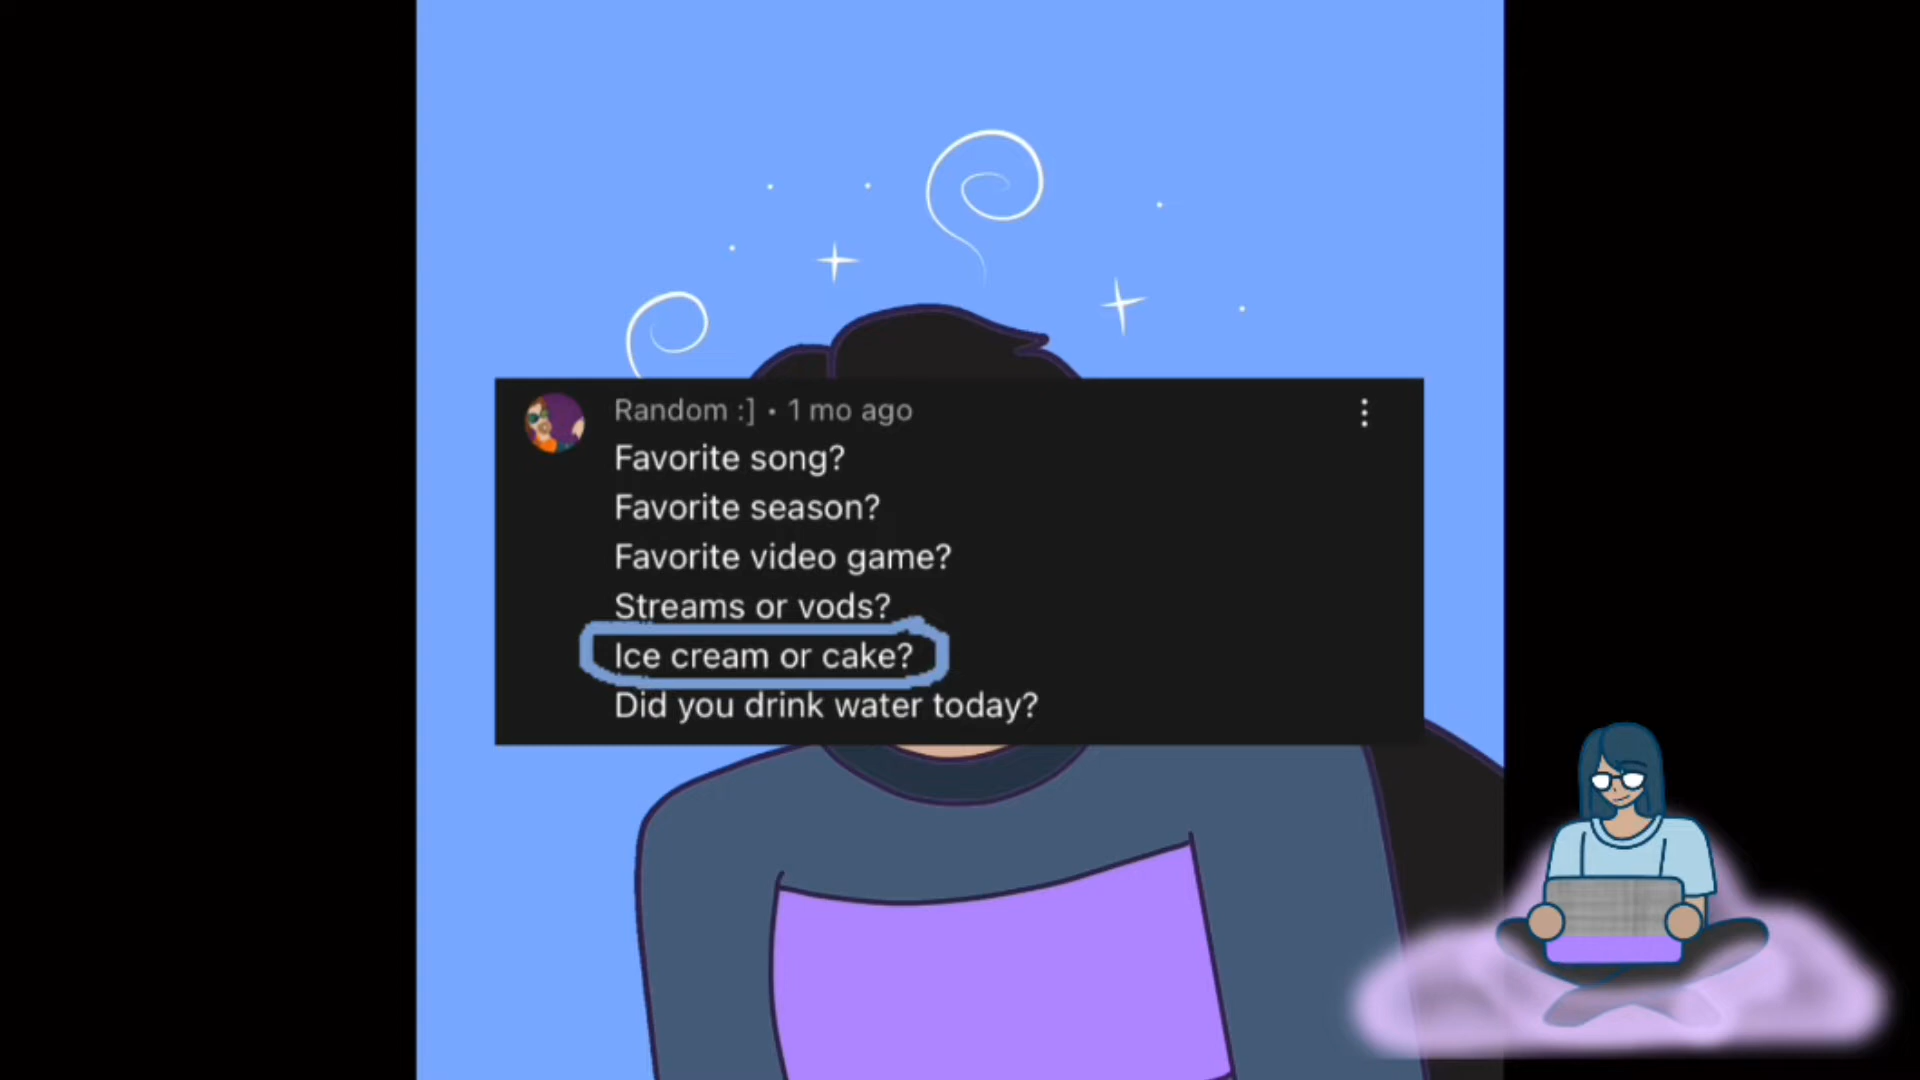 Random :] • 1 mo ago
Favorite song?
Favorite season?
Favorite video game?
Streams or vods?
Ice cream or cake?
Did you drink water today?